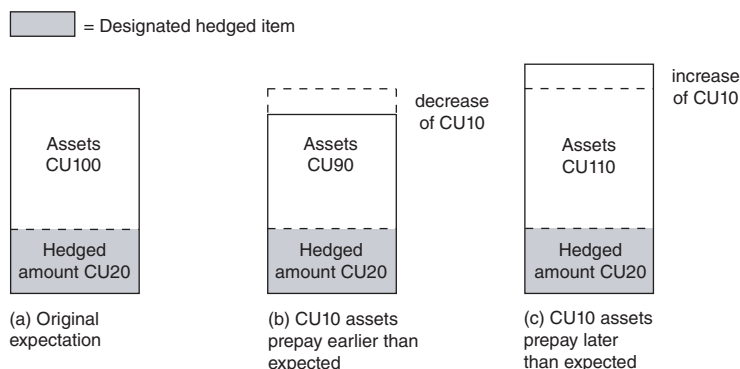 = Designated hedged item
Assets
CU100
Hedged
amount CU20
(a) Original
expectation
decrease
of CU10
Assets
CU90
Hedged
amount CU20
(b) CU10 assets
prepay earlier than
expected
increase
of CU10
Assets
CU110
Hedged
amount CU20
(c) CU10 assets
prepay later
than expected